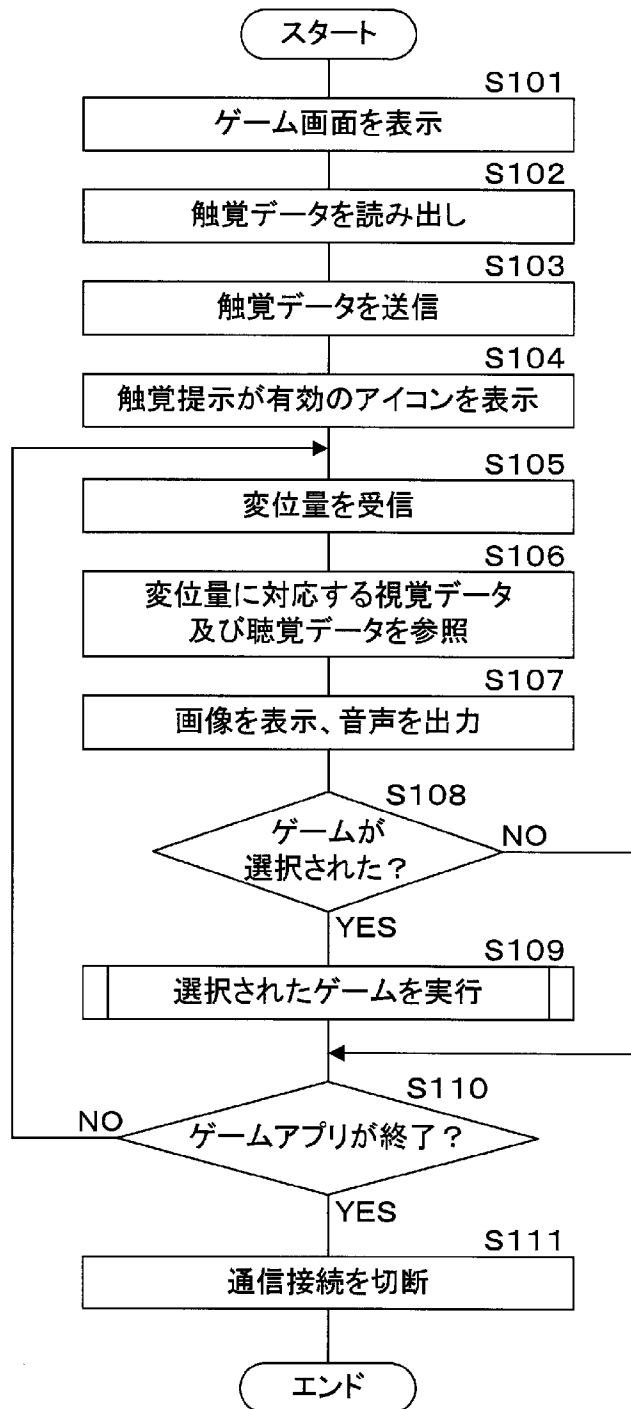 スタート
S101
ゲーム画面を表示
S102
触覚データを読み出し
S103
触覚データを送信
S104
触覚提示が有効のアイコンを表示
S105
変位量を受信
S106
変位量に対応する視覚データ
及び聴覚データを参照
S107
画像を表示、音声を出力
S108
ゲームが
選択された?
NO
YES
S109
選択されたゲームを実行
S110
NO
ゲームアプリが終了?
YES
S111
通信接続を切断
エンド